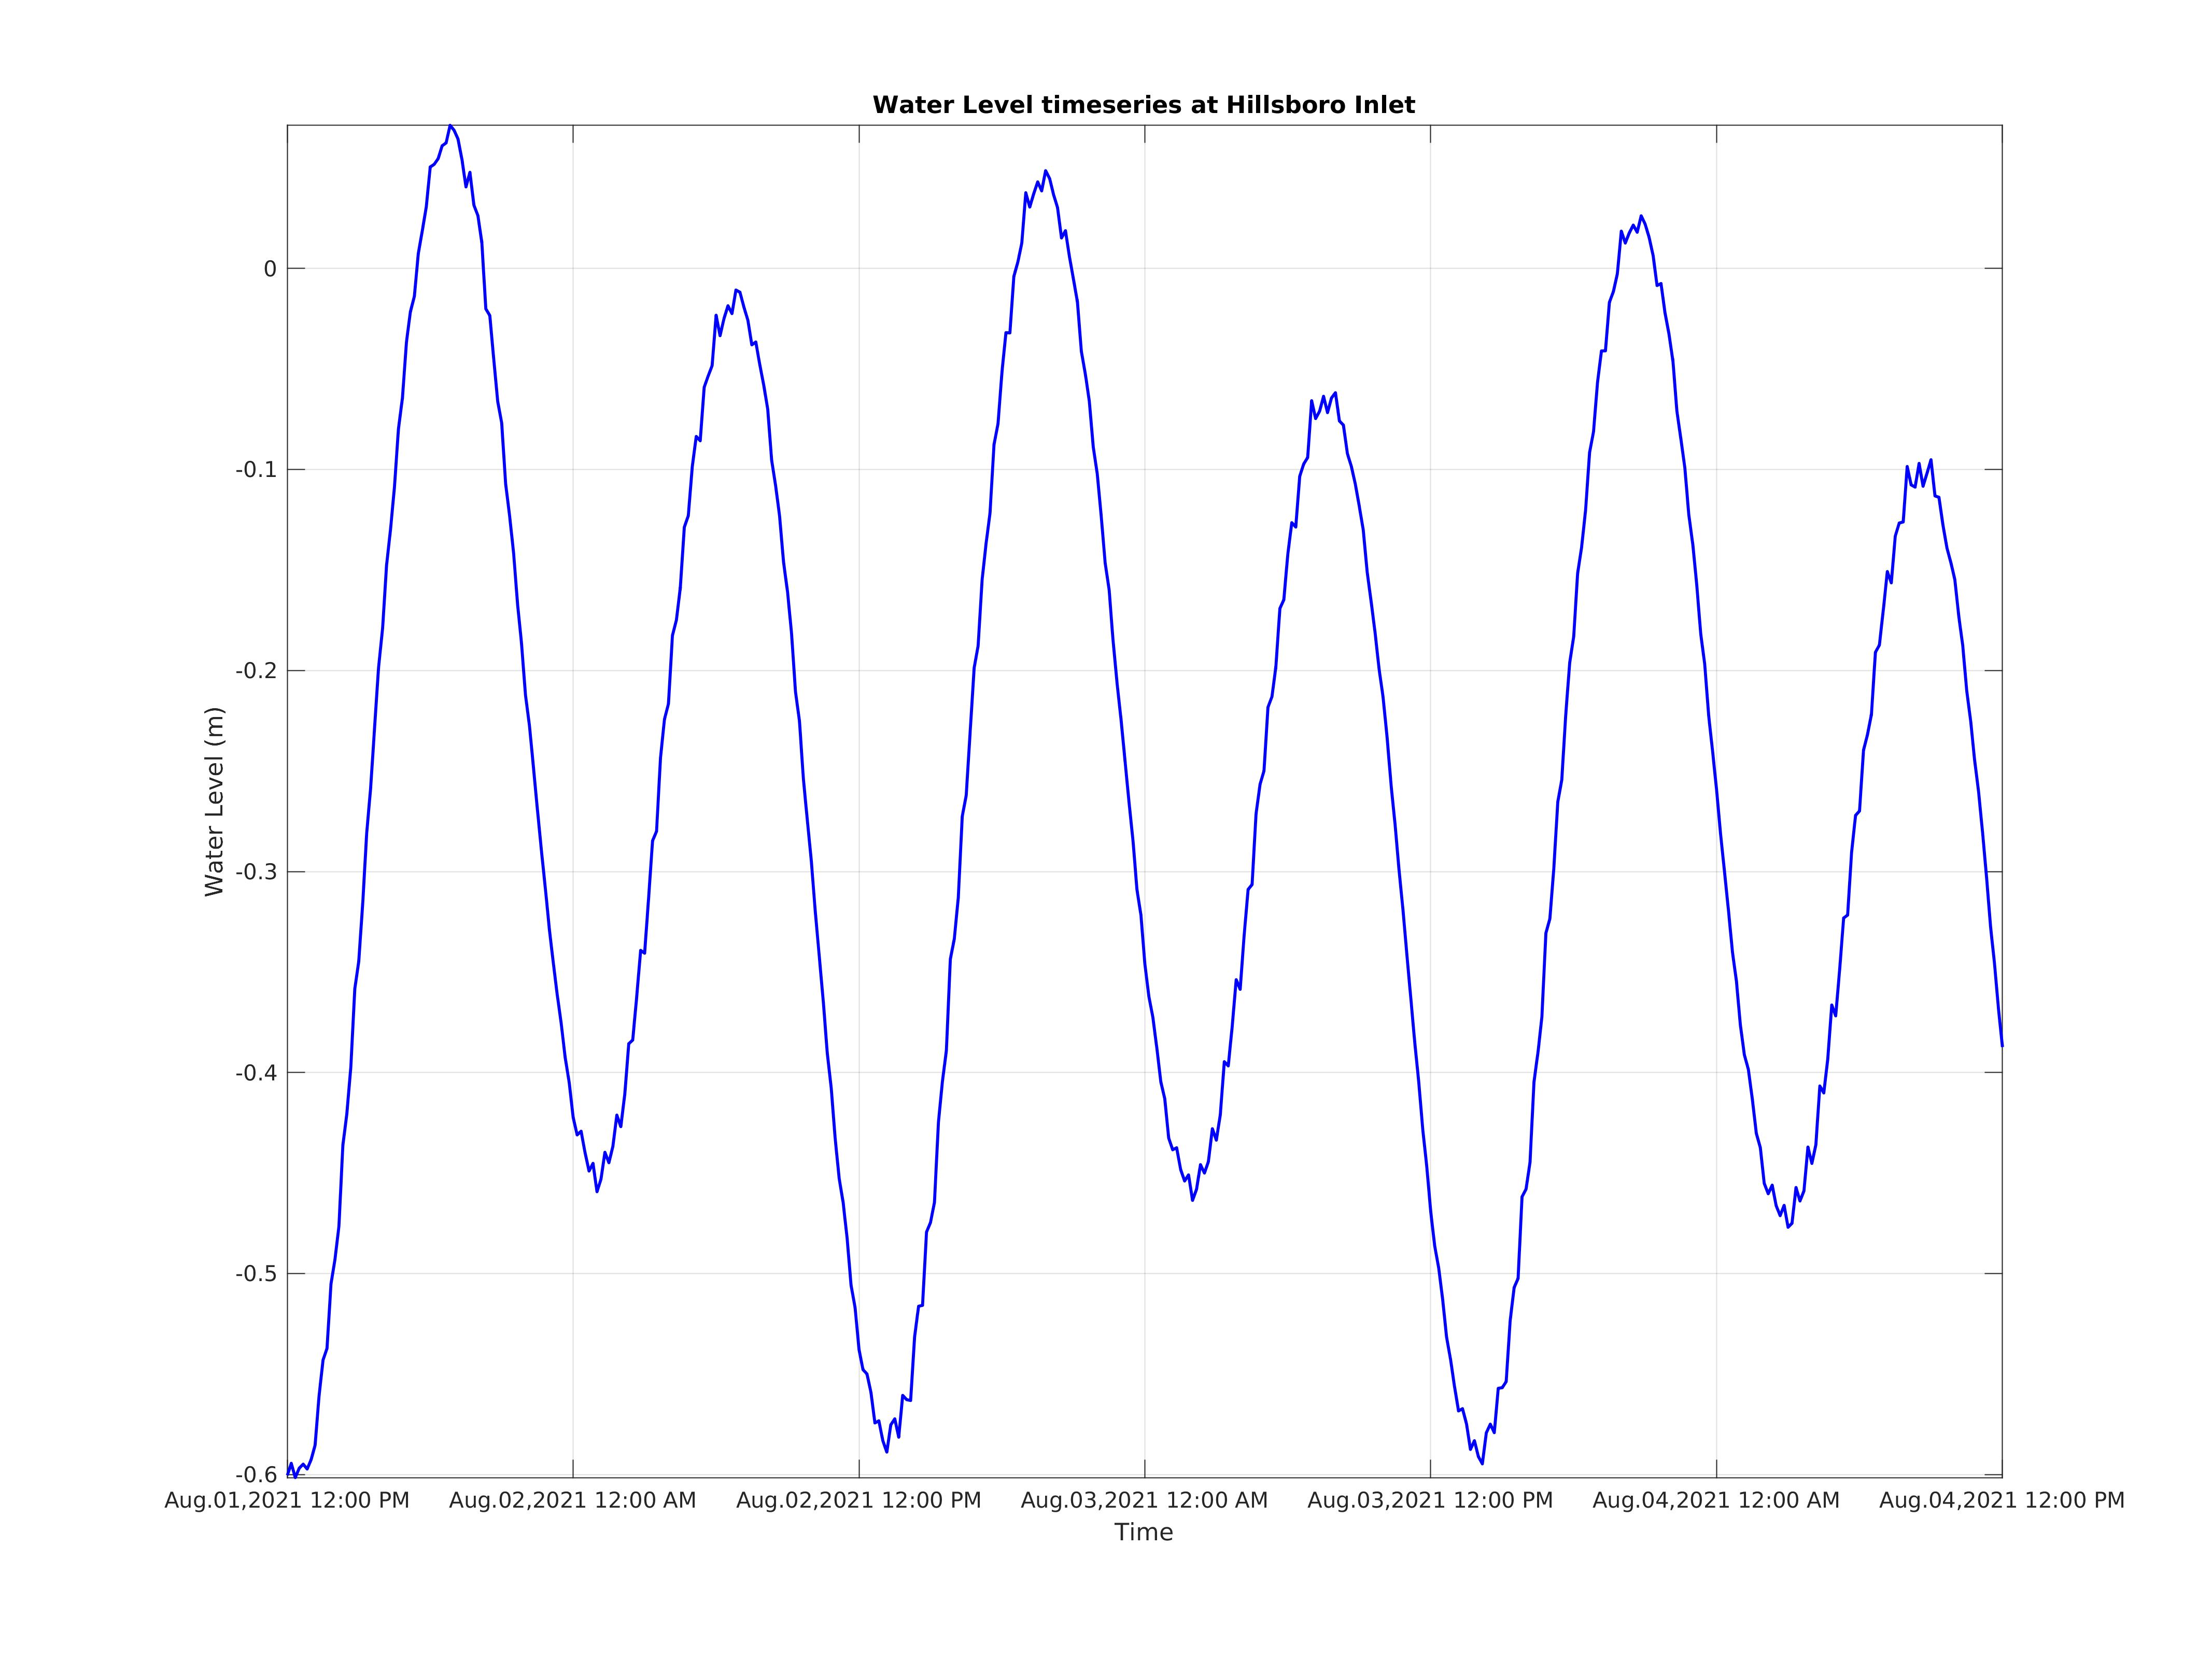 Water Level timeseries at Hillsboro Inlet
0
-0.1
-0.2
-0.3
-0.4
-0.5
-0.6
Water Level (m)
Aug.01,2021 12:00 PM
Aug.02,2021 12:00 AM
Aug.02,2021 12:00 PM
Aug.03,2021 12:00 AM
Aug.03,2021 12:00 PM
Aug.04,2021 12:00 AM
Aug.04,2021 12:00 PM
Time